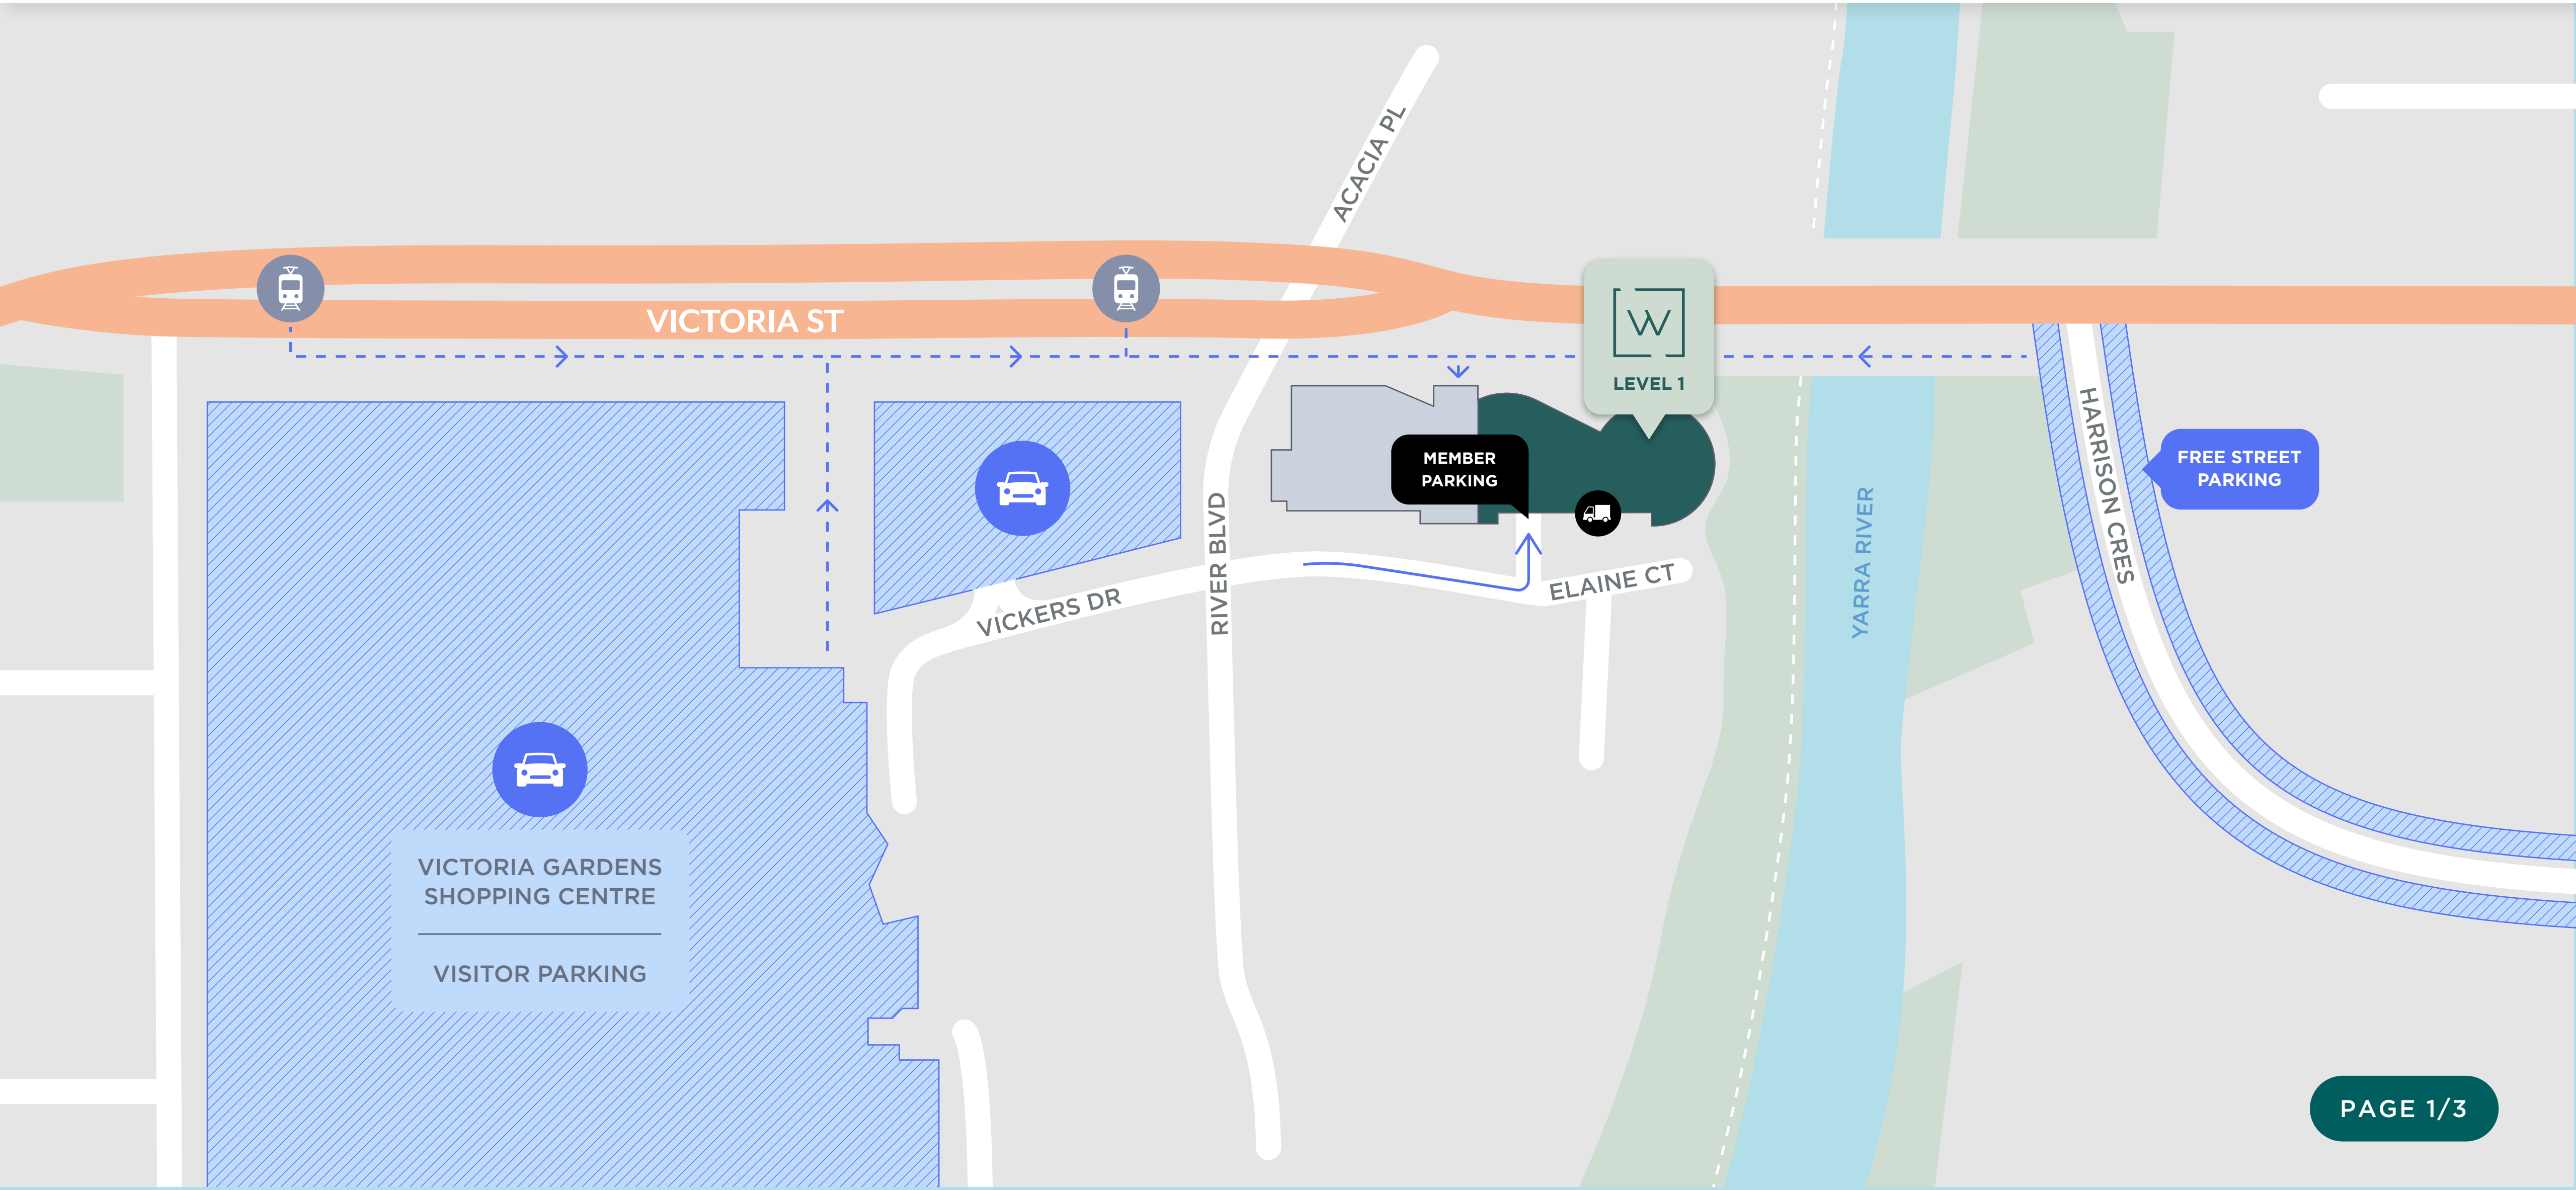 ACACIA PL
VICTORIA ST
W
LEVEL 1
MEMBER
PARKING
HARRISON CRES
FREE STREET
PARKING
RIVER BLVD
YARRA RIVER
VICKERS DR
ELAINE CT
VICTORIA GARDENS
SHOPPING CENTRE
VISITOR PARKING
PAGE 1/3